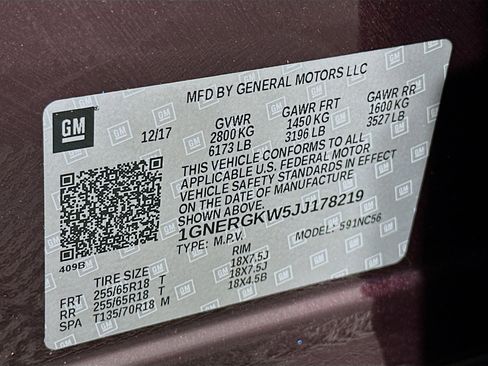 MFD BY GENERAL MOTORS LLC
GM
12/17
GVWR
2800 KG
6173 LB
GAWR FRT
1450 KG
3196 LB
GAWR RR
1600 KG
3527 LB
THIS VEHICLE CONFORMS TO ALL
APPLICABLE U.S. FEDERAL MOTOR
VEHICLE SAFETY STANDARDS IN EFFECT
ON THE DATE OF MANUFACTURE
SHOWN ABOVE.
1GNERGKW5JJ178219
TYPE: M.P.V. MODEL: 591NC56
409B
TIRE SIZE RIM
FRT 255/65R18 T 18X7.5J
RR 255/65R18 T 18X7.5J
SPA T135/70R18 M 18X4.5B